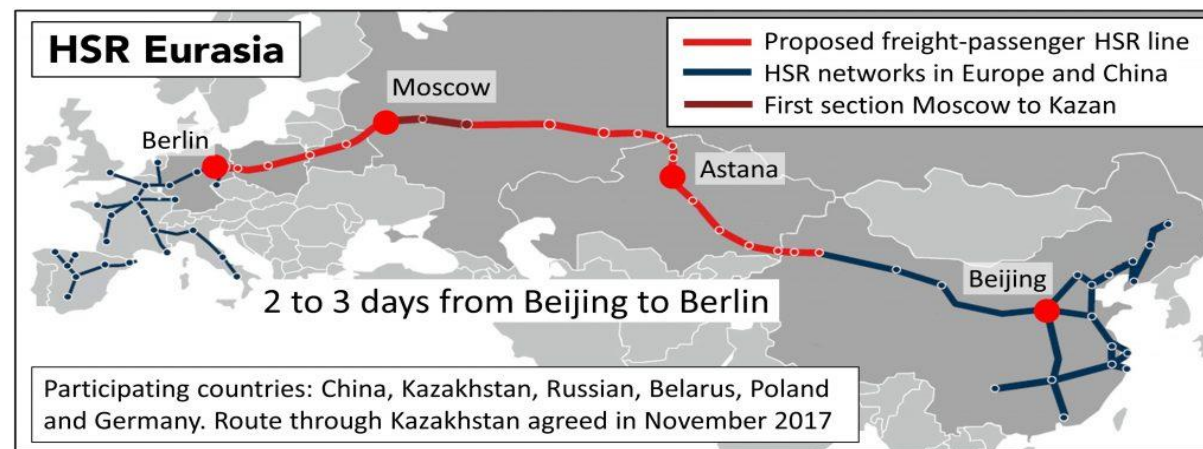 HSR Eurasia
Proposed freight-passenger HSR line
HSR networks in Europe and China
First section Moscow to Kazan
Moscow
Berlin
Astana
Beijing
2 to 3 days from Beijing to Berlin
Participating countries: China, Kazakhstan, Russian, Belarus, Poland
and Germany. Route through Kazakhstan agreed in November 2017